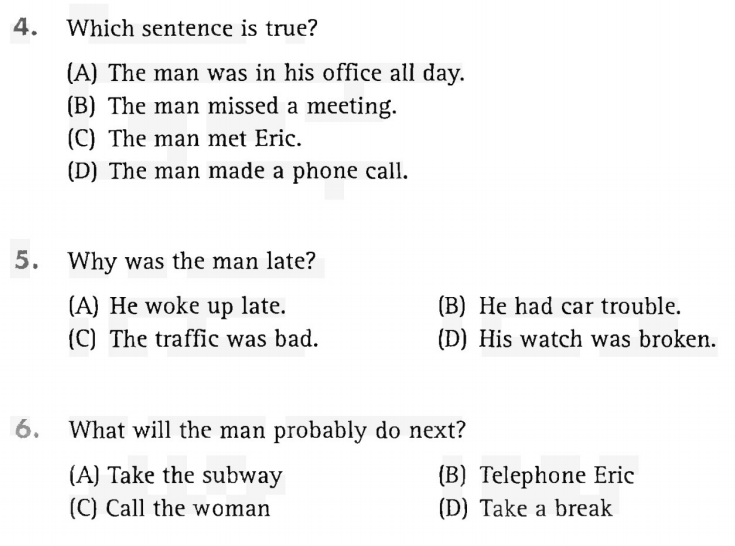 4. Which sentence is true?
(A) The man was in his office all day.
(B) The man missed a meeting.
(C) The man met Eric.
(D) The man made a phone call.
5. Why was the man late?
(A) He woke up late. (B) He had car trouble.
(C) The traffic was bad. (D) His watch was broken.
6. What will the man probably do next?
(A) Take the subway (B) Telephone Eric
(C) Call the woman (D) Take a break